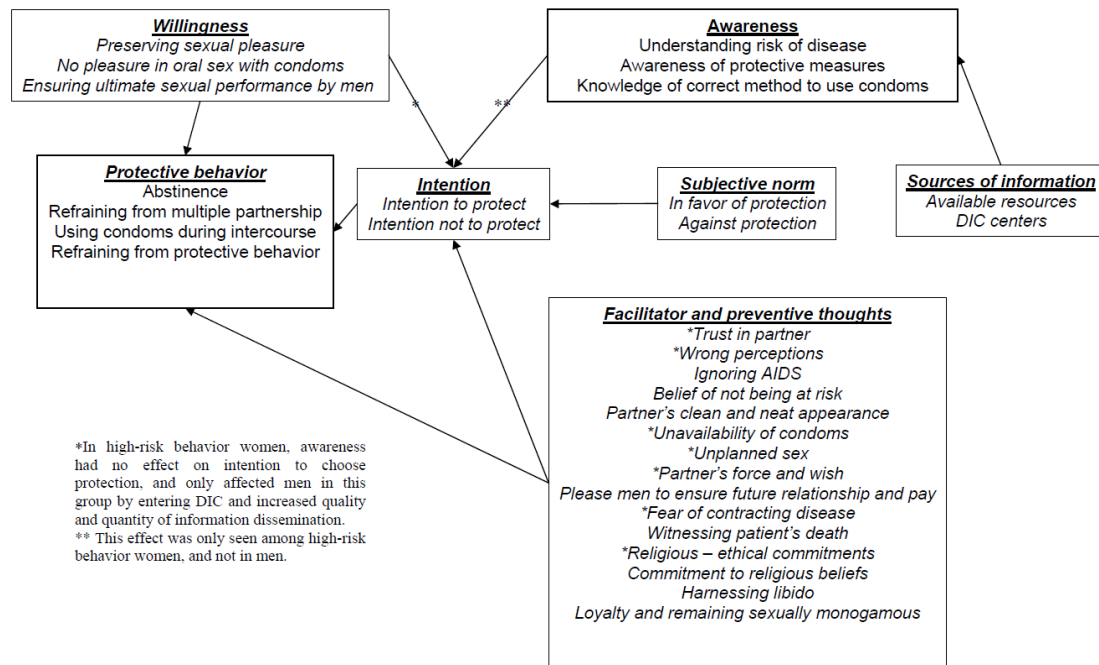 Willingness
Preserving sexual pleasure
No pleasure in oral sex with condoms
Ensuring ultimate sexual performance by men
Awareness
Understanding risk of disease
Awareness of protective measures
Knowledge of correct method to use condoms
*
**
Protective behavior
Abstinence
Refraining from multiple partnership
Using condoms during intercourse
Refraining from protective behavior
Intention
Intention to protect
Intention not to protect
Subjective norm
In favor of protection
Against protection
Sources of information
Available resources
DIC centers
Facilitator and preventive thoughts
*Trust in partner
*Wrong perceptions
Ignoring AIDS
Belief of not being at risk
Partner's clean and neat appearance
*Unavailability of condoms
*Unplanned sex
*Partner's force and wish
Please men to ensure future relationship and pay
*Fear of contracting disease
Witnessing patient's death
*Religious – ethical commitments
Commitment to religious beliefs
Harnessing libido
Loyalty and remaining sexually monogamous
*In high-risk behavior women, awareness
had no effect on intention to choose
protection, and only affected men in this
group by entering DIC and increased quality
and quantity of information dissemination.
** This effect was only seen among high-risk
behavior women, and not in men.